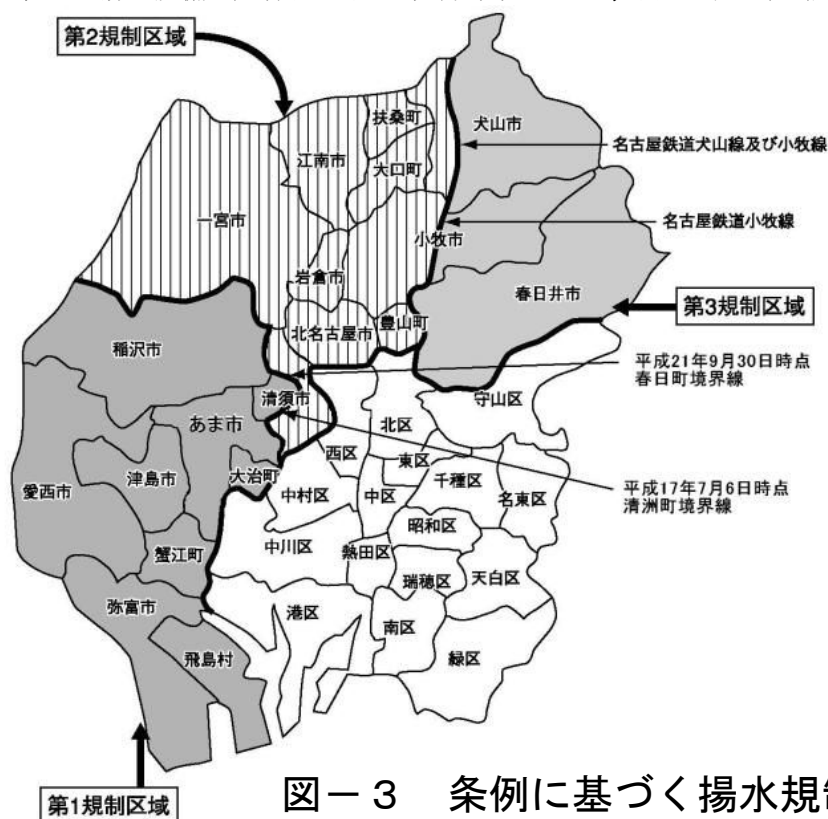 第2規制区域
扶桑町
犬山市
江南市
大口町
名古屋鉄道犬山線及び小牧線
一宮市
小牧市
名古屋鉄道小牧線
岩倉市
春日井市
第3規制区域
北名古屋市
豊山町
稲沢市
平成21年9月30日時点
春日町境界線
清須市
守山区
あま市
北区
西区
東区
千種区
愛西市
津島市
大治町
中村区
中区
名東区
平成17年7月6日時点
清洲町境界線
昭和区
蟹江町
中川区
熱田区
瑞穂区
天白区
弥富市
港区
南区
緑区
飛島村
図－3 条例に基づく揚水規制
第1規制区域